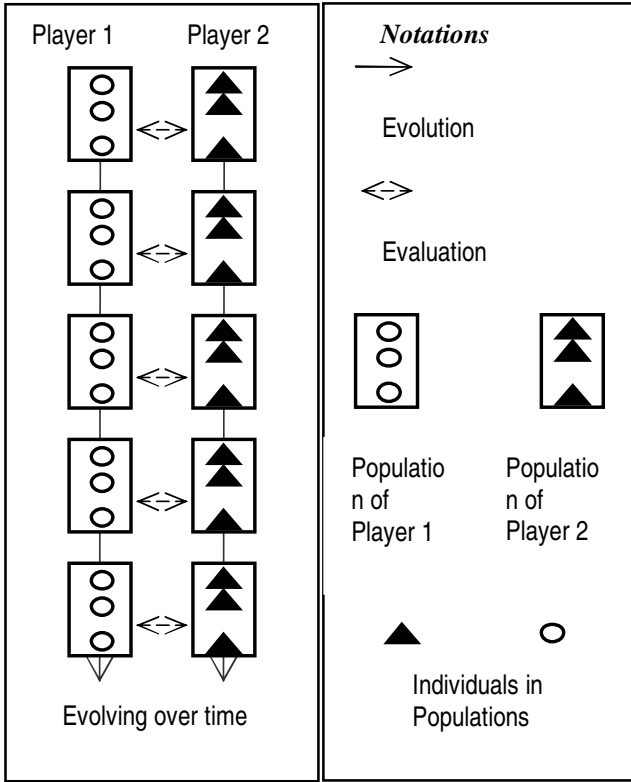 Player 1 Player 2
Evolving over time
Notations
Evolution
Evaluation
Populatio
n of
Player 1
Populatio
n of
Player 2
Individuals in
Populations